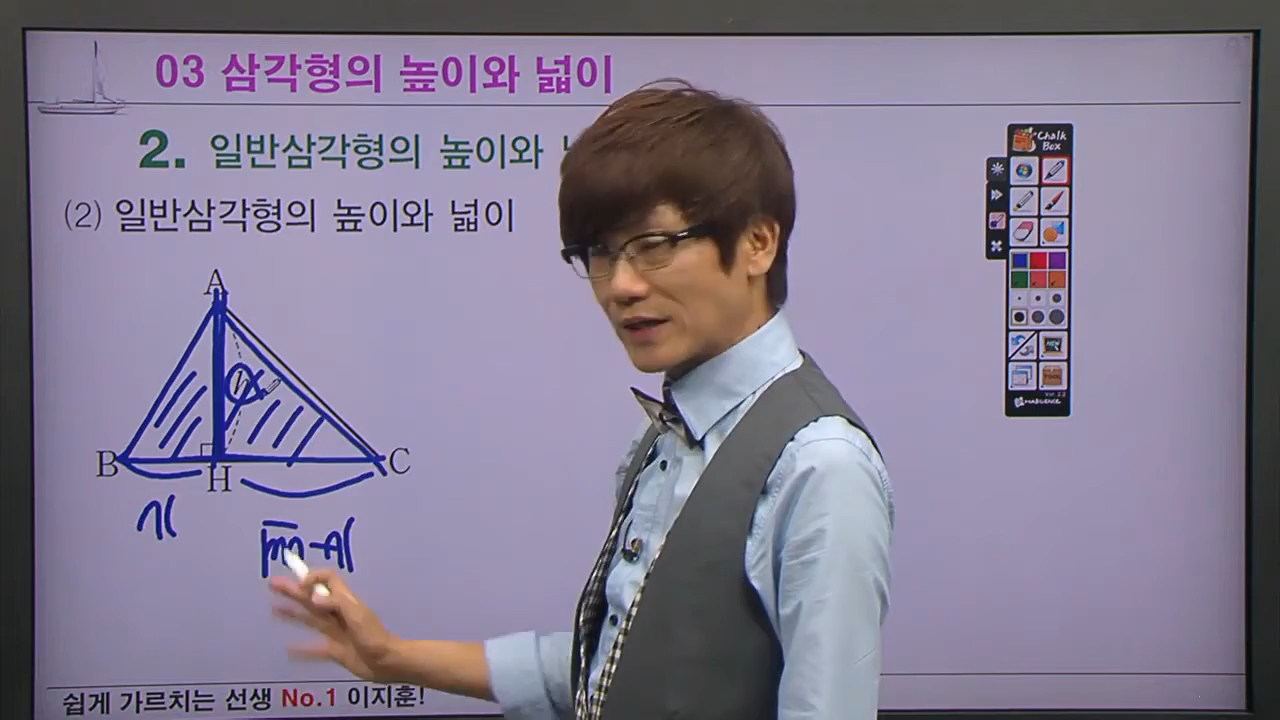 03 삼각형의 높이와 넓이
2. 일반삼각형의 높이와
(2) 일반삼각형의 높이와 넓이
Chalk
Box
A
h
B
H
C
쉽게 가르치는 선생 No.1 이지훈!